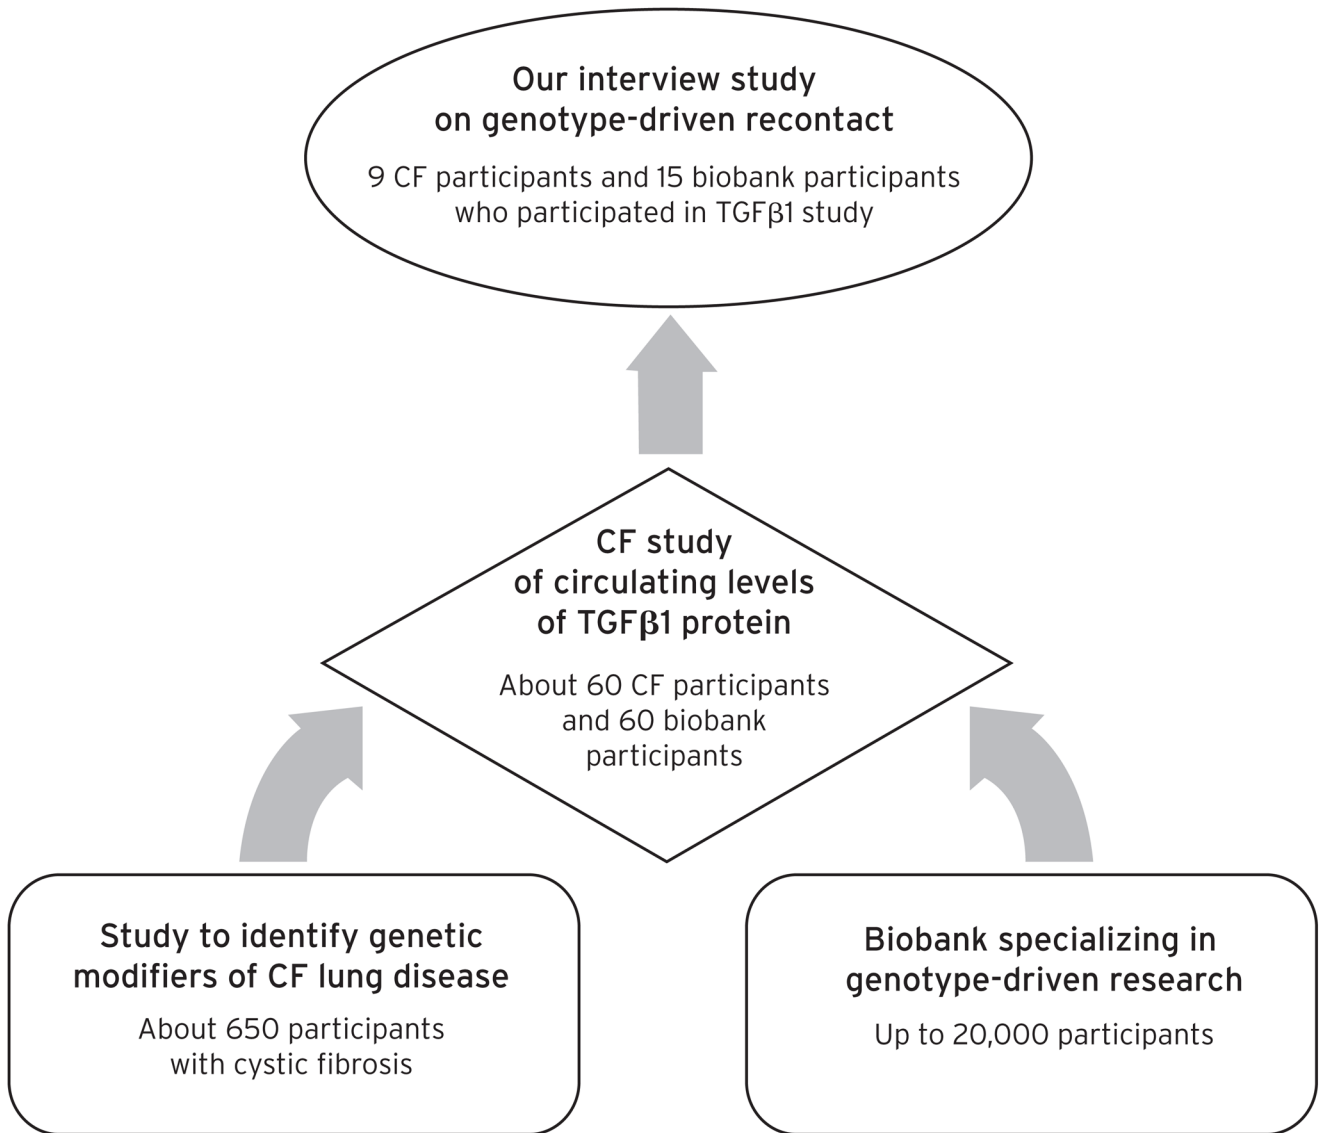 Our interview study
on genotype-driven recontact
9 CF participants and 15 biobank participants
who participated in TGFβ1 study
CF study
of circulating levels
of TGFβ1 protein
About 60 CF participants
and 60 biobank
participants
Study to identify genetic
modifiers of CF lung disease
About 650 participants
with cystic fibrosis
Biobank specializing in
genotype-driven research
Up to 20,000 participants